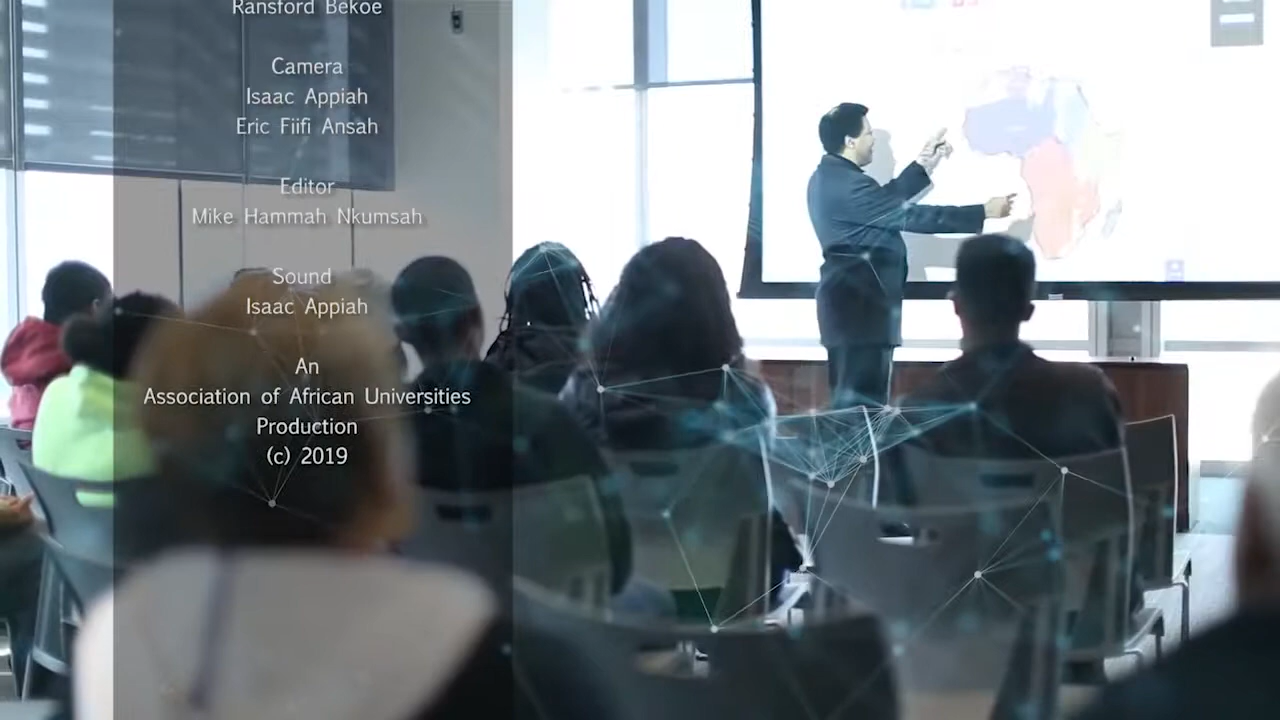 Ransford Bekoe
Camera
Isaac Appiah
Eric Fiifi Ansah
Editor
Mike Hammah Nkumsah
Sound
Isaac Appiah
An
Association of African Universities
Production
(c) 2019